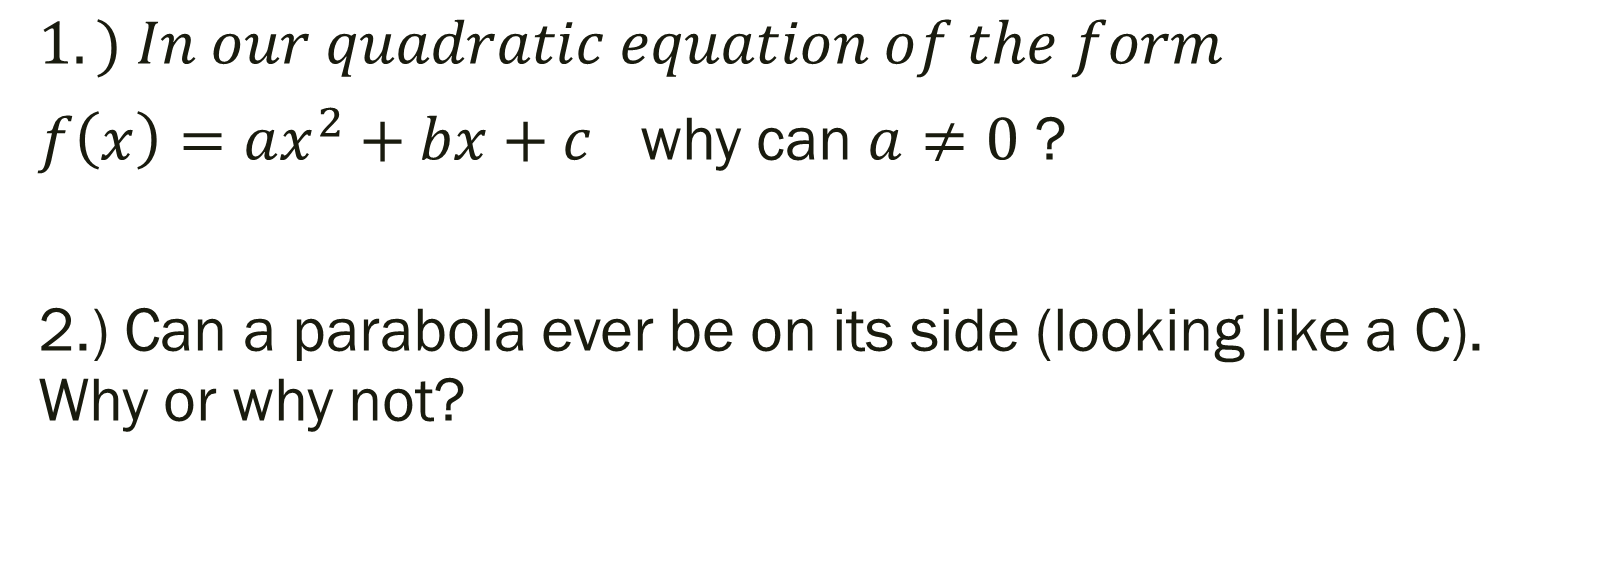 1.) In our quadratic equation of the form
f(x) = ax² + bx + c why can a ≠ 0 ?
2.) Can a parabola ever be on its side (looking like a C).
Why or why not?